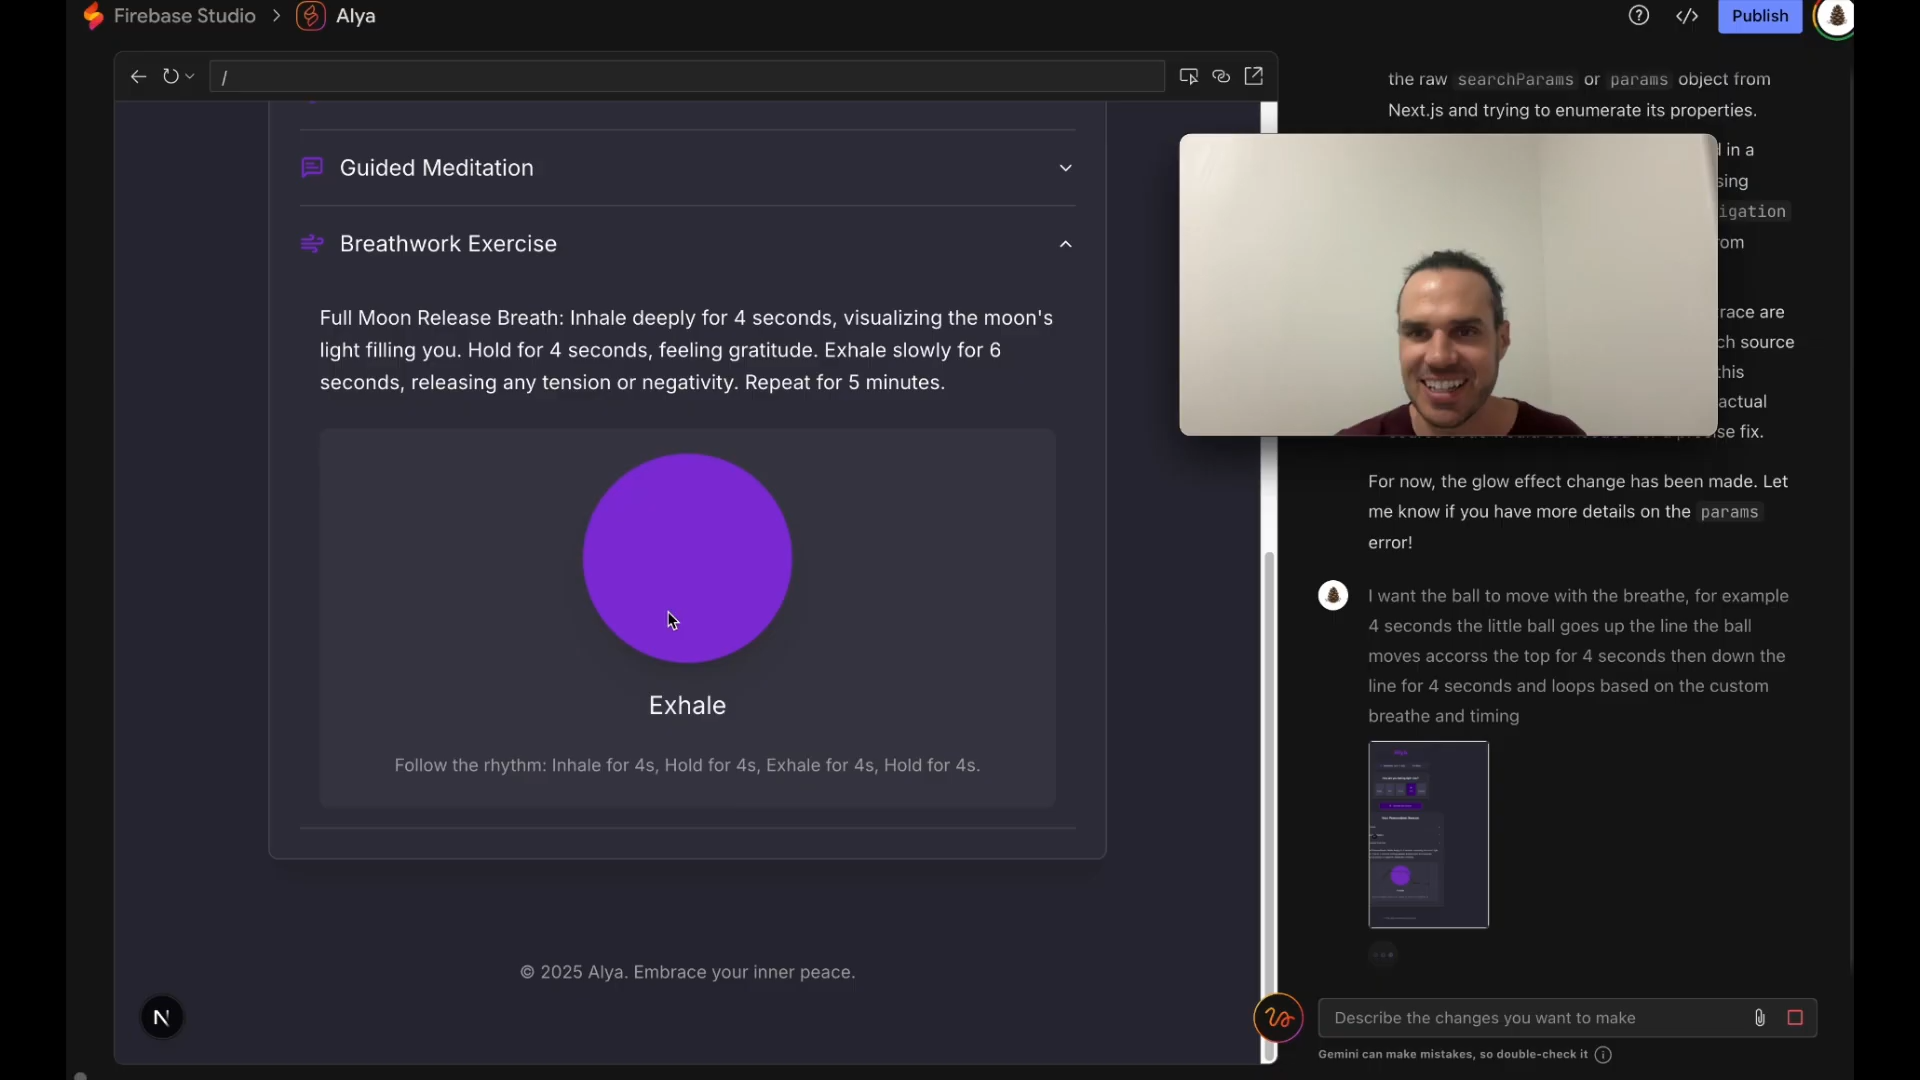 Firebase Studio > Alya
</> Publish
/
Guided Meditation
Breathwork Exercise
Full Moon Release Breath: Inhale deeply for 4 seconds, visualizing the moon's
light filling you. Hold for 4 seconds, feeling gratitude. Exhale slowly for 6
seconds, releasing any tension or negativity. Repeat for 5 minutes.
Exhale
Follow the rhythm: Inhale for 4s, Hold for 4s, Exhale for 4s, Hold for 4s.
© 2025 Alya. Embrace your inner peace.
N
the raw searchParams or params object from
Next.js and trying to enumerate its properties.
in a
sing
igation
om
race are
ch source
this
actual
se fix.
For now, the glow effect change has been made. Let
me know if you have more details on the params
error!
I want the ball to move with the breathe, for example
4 seconds the little ball goes up the line the ball
moves accorss the top for 4 seconds then down the
line for 4 seconds and loops based on the custom
breathe and timing
Describe the changes you want to make
Gemini can make mistakes, so double-check it